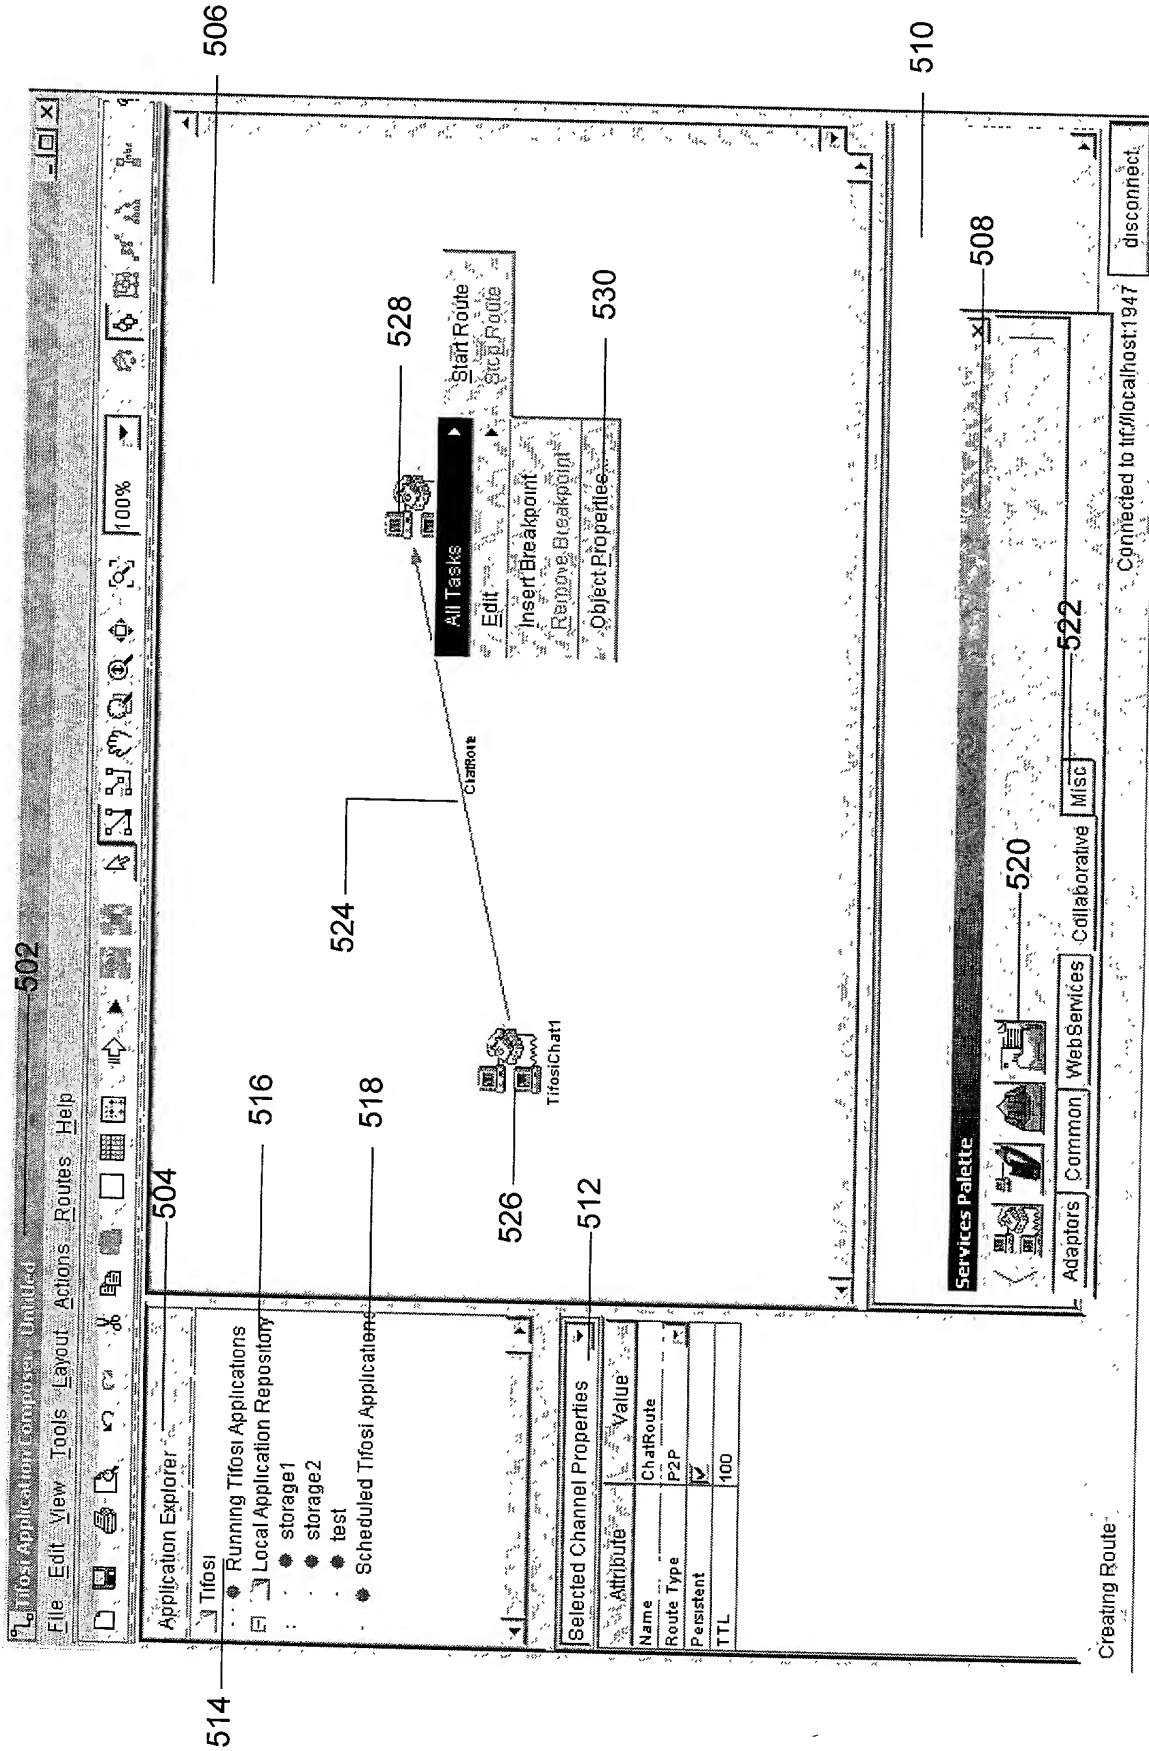 502
Tifosi Application Composer - Untitled
File Edit View Tools Layout Actions Routes Help
100%
504
Application Explorer
Tifosi
514
Running Tifosi Applications
Local Application Repository
516
storage1
storage2
test
Scheduled Tifosi Applications
518
506
524
ChatRoute
526
TifosiChat1
528
All Tasks
Edit
Insert Breakpoint
Remove Breakpoint
Object Properties...
530
Start Route
Stop Route
512
Selected Channel Properties
Attribute Value
Name ChatRoute
Route Type P2P
Persistent
TTL 100
510
508
Services Palette
520
522
Adaptors Common WebServices Collaborative Misc
Creating Route
Connected to tif://localhost:1947
disconnect